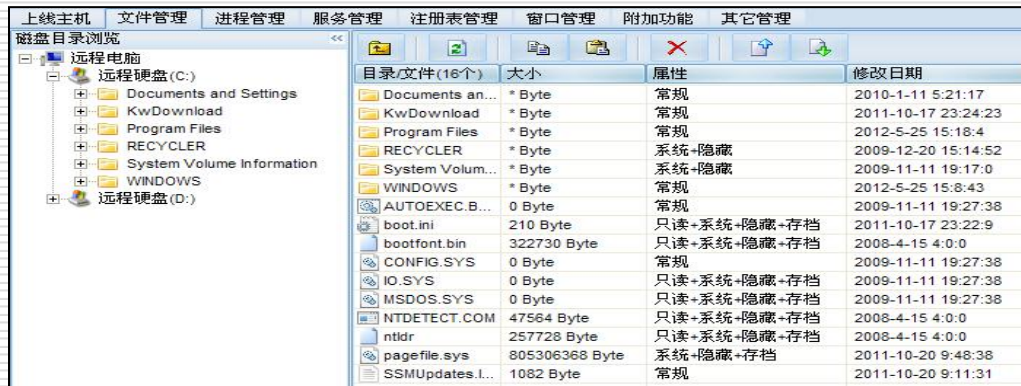 上线主机 文件管理 进程管理 服务管理 注册表管理 窗口管理 附加功能 其它管理
磁盘目录浏览 <<
远程电脑
远程硬盘(C:)
Documents and Settings
KwDownload
Program Files
RECYCLER
System Volume Information
WINDOWS
远程硬盘(D:)
目录/文件(16个) 大小 属性 修改日期
Documents an... * Byte 常规 2010-1-11 5:21:17
KwDownload * Byte 常规 2011-10-17 23:24:23
Program Files * Byte 常规 2012-5-25 15:18:4
RECYCLER * Byte 系统+隐藏 2009-12-20 15:14:52
System Volum... * Byte 系统+隐藏 2009-11-11 19:17:0
WINDOWS * Byte 常规 2012-5-25 15:8:43
AUTOEXEC.B... 0 Byte 常规 2009-11-11 19:27:38
boot.ini 210 Byte 只读+系统+隐藏+存档 2011-10-17 23:22:9
bootfont.bin 322730 Byte 只读+系统+隐藏+存档 2008-4-15 4:0:0
CONFIG.SYS 0 Byte 常规 2009-11-11 19:27:38
IO.SYS 0 Byte 只读+系统+隐藏+存档 2009-11-11 19:27:38
MSDOS.SYS 0 Byte 只读+系统+隐藏+存档 2009-11-11 19:27:38
NTDETECT.COM 47564 Byte 只读+系统+隐藏+存档 2008-4-15 4:0:0
ntldr 257728 Byte 只读+系统+隐藏+存档 2008-4-15 4:0:0
pagefile.sys 805306368 Byte 系统+隐藏+存档 2011-10-20 9:48:38
SSMUpdates.l... 1082 Byte 常规 2011-10-20 9:11:31